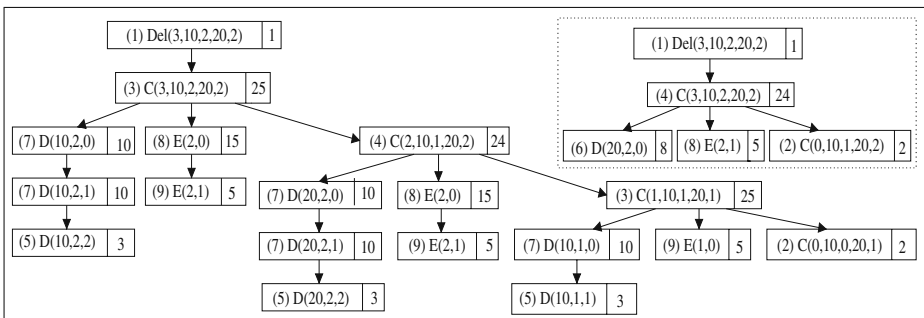 (1) Del(3,10,2,20,2) 1
(3) C(3,10,2,20,2) 25
(7) D(10,2,0) 10
(8) E(2,0) 15
(4) C(2,10,1,20,2) 24
(7) D(10,2,1) 10
(9) E(2,1) 5
(7) D(20,2,0) 10
(8) E(2,0) 15
(3) C(1,10,1,20,1) 25
(5) D(10,2,2) 3
(7) D(20,2,1) 10
(9) E(2,1) 5
(7) D(10,1,0) 10
(9) E(1,0) 5
(2) C(0,10,0,20,1) 2
(5) D(20,2,2) 3
(5) D(10,1,1) 3
(1) Del(3,10,2,20,2) 1
(4) C(3,10,2,20,2) 24
(6) D(20,2,0) 8
(8) E(2,1) 5
(2) C(0,10,1,20,2) 2